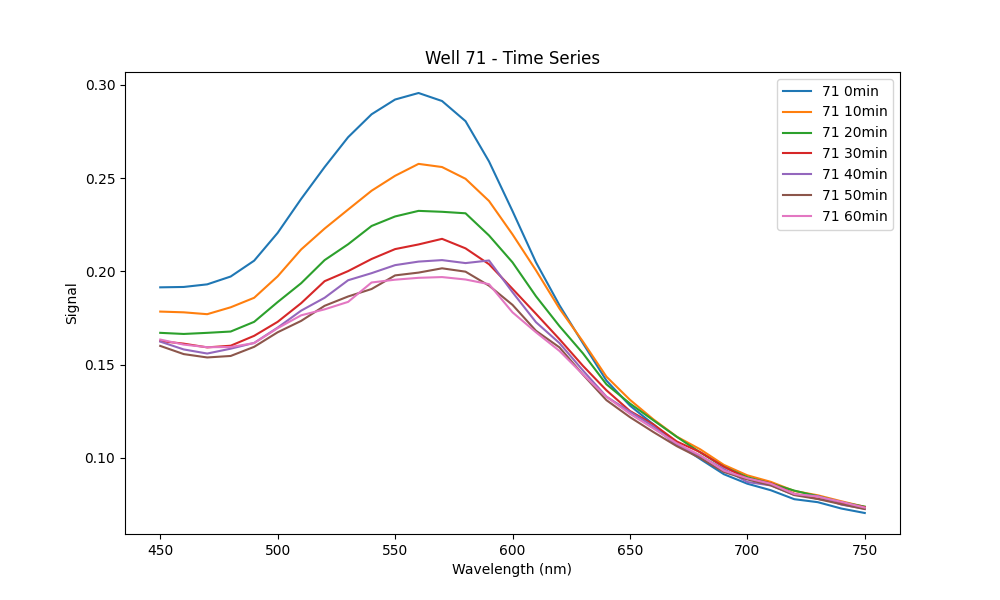 Well 71 - Time Series
0.30
0.25
0.20
0.15
0.10
Signal
450 500 550 600 650 700 750
Wavelength (nm)
71 0min
71 10min
71 20min
71 30min
71 40min
71 50min
71 60min